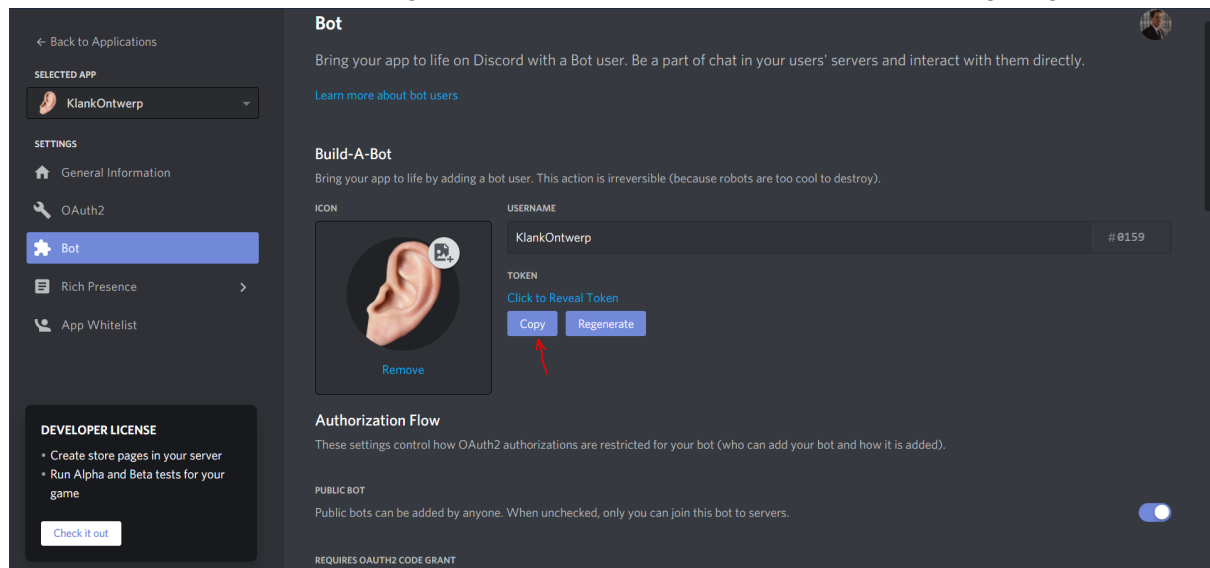 ← Back to Applications
SELECTED APP
KlankOntwerp
SETTINGS
General Information
OAuth2
Bot
Rich Presence
App Whitelist
DEVELOPER LICENSE
• Create store pages in your server
• Run Alpha and Beta tests for your
game
Check it out
Bot
Bring your app to life on Discord with a Bot user. Be a part of chat in your users' servers and interact with them directly.
Learn more about bot users
Build-A-Bot
Bring your app to life by adding a bot user. This action is irreversible (because robots are too cool to destroy).
ICON
Remove
USERNAME
KlankOntwerp #0159
TOKEN
Click to Reveal Token
Copy Regenerate
Authorization Flow
These settings control how OAuth2 authorizations are restricted for your bot (who can add your bot and how it is added).
PUBLIC BOT
Public bots can be added by anyone. When unchecked, only you can join this bot to servers.
REQUIRES OAUTH2 CODE GRANT